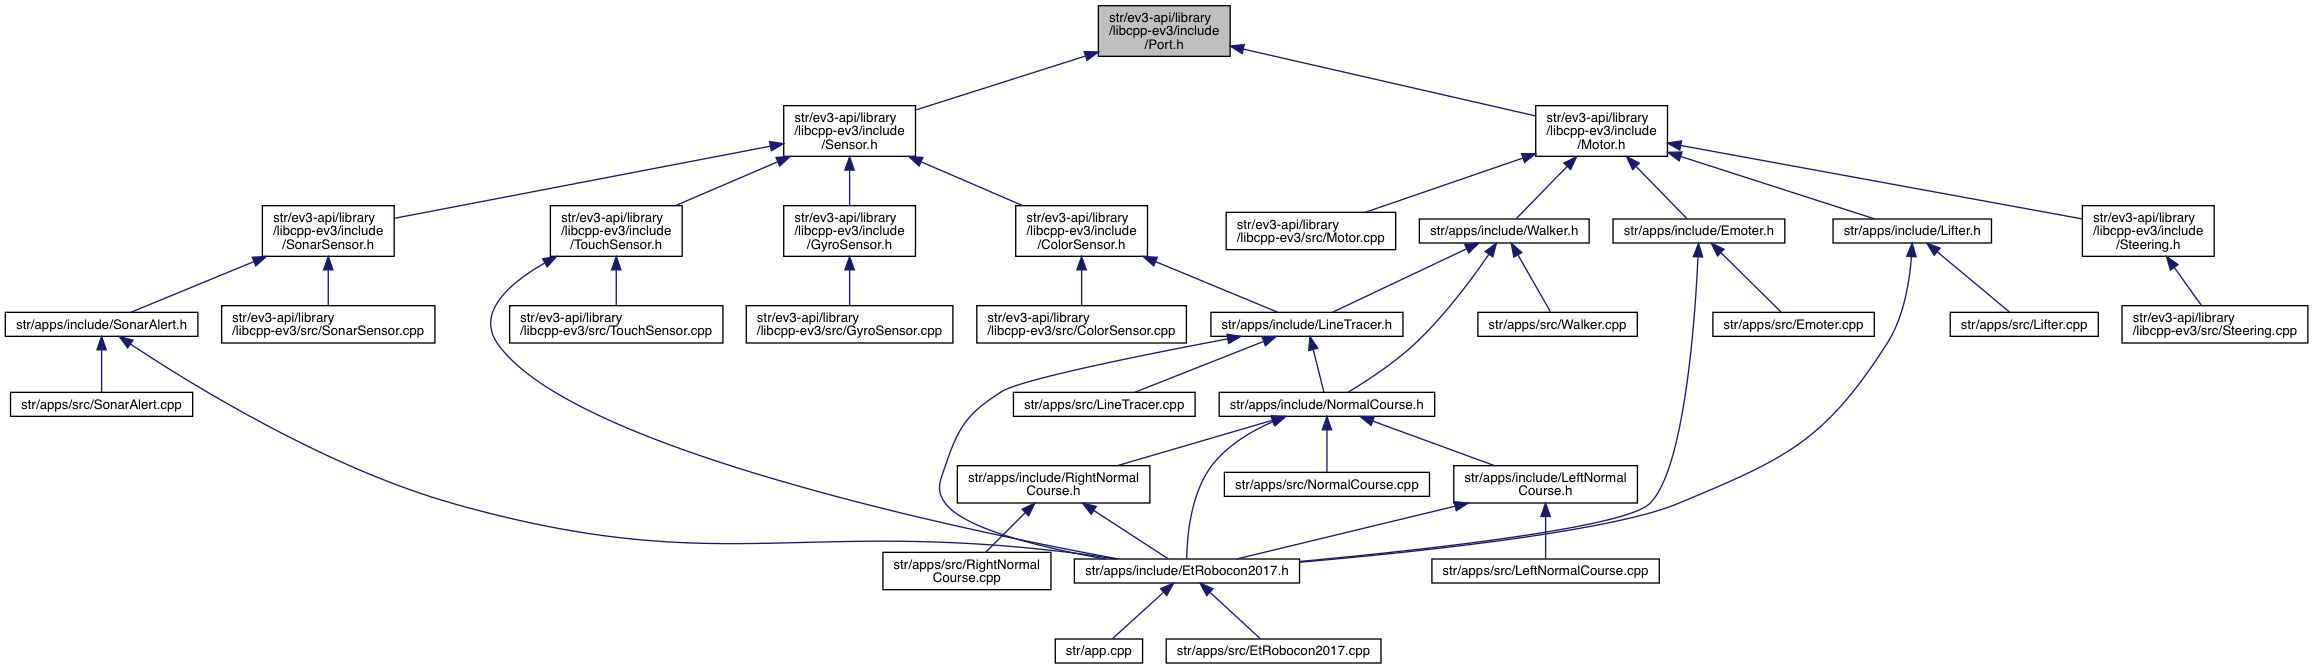 str/ev3-api/library
/libcpp-ev3/include
/Port.h
str/ev3-api/library
/libcpp-ev3/include
/Sensor.h
str/ev3-api/library
/libcpp-ev3/include
/Motor.h
str/ev3-api/library
/libcpp-ev3/include
/SonarSensor.h
str/ev3-api/library
/libcpp-ev3/include
/TouchSensor.h
str/ev3-api/library
/libcpp-ev3/include
/GyroSensor.h
str/ev3-api/library
/libcpp-ev3/include
/ColorSensor.h
str/ev3-api/library
/libcpp-ev3/src/Motor.cpp
str/apps/include/Walker.h
str/apps/include/Emoter.h
str/apps/include/Lifter.h
str/ev3-api/library
/libcpp-ev3/include
/Steering.h
str/apps/include/SonarAlert.h
str/ev3-api/library
/libcpp-ev3/src/SonarSensor.cpp
str/ev3-api/library
/libcpp-ev3/src/TouchSensor.cpp
str/ev3-api/library
/libcpp-ev3/src/GyroSensor.cpp
str/ev3-api/library
/libcpp-ev3/src/ColorSensor.cpp
str/apps/include/LineTracer.h
str/apps/src/Walker.cpp
str/apps/src/Emoter.cpp
str/apps/src/Lifter.cpp
str/ev3-api/library
/libcpp-ev3/src/Steering.cpp
str/apps/src/SonarAlert.cpp
str/apps/src/LineTracer.cpp
str/apps/include/NormalCourse.h
str/apps/include/RightNormal
Course.h
str/apps/src/NormalCourse.cpp
str/apps/include/LeftNormal
Course.h
str/apps/src/RightNormal
Course.cpp
str/apps/include/EtRobocon2017.h
str/apps/src/LeftNormalCourse.cpp
str/app.cpp
str/apps/src/EtRobocon2017.cpp